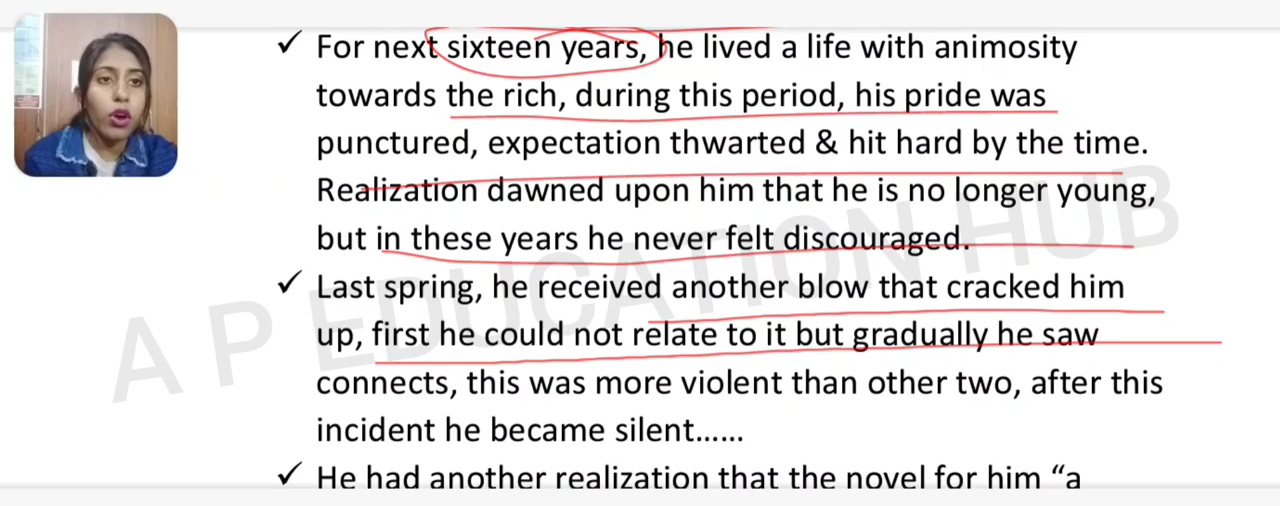 ✓ For next sixteen years, he lived a life with animosity
towards the rich, during this period, his pride was
punctured, expectation thwarted & hit hard by the time.
Realization dawned upon him that he is no longer young,
but in these years he never felt discouraged.
✓ Last spring, he received another blow that cracked him
up, first he could not relate to it but gradually he saw
connects, this was more violent than other two, after this
incident he became silent......
✓ He had another realization that the novel for him “a
A P EDUCATION HUB